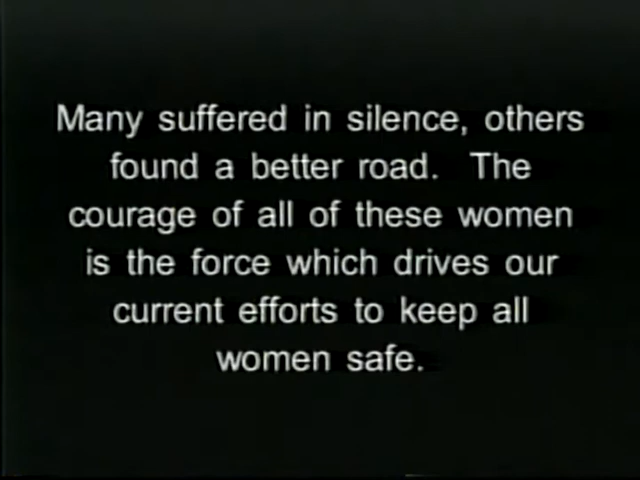 Many suffered in silence, others
found a better road. The
courage of all of these women
is the force which drives our
current efforts to keep all
women safe.